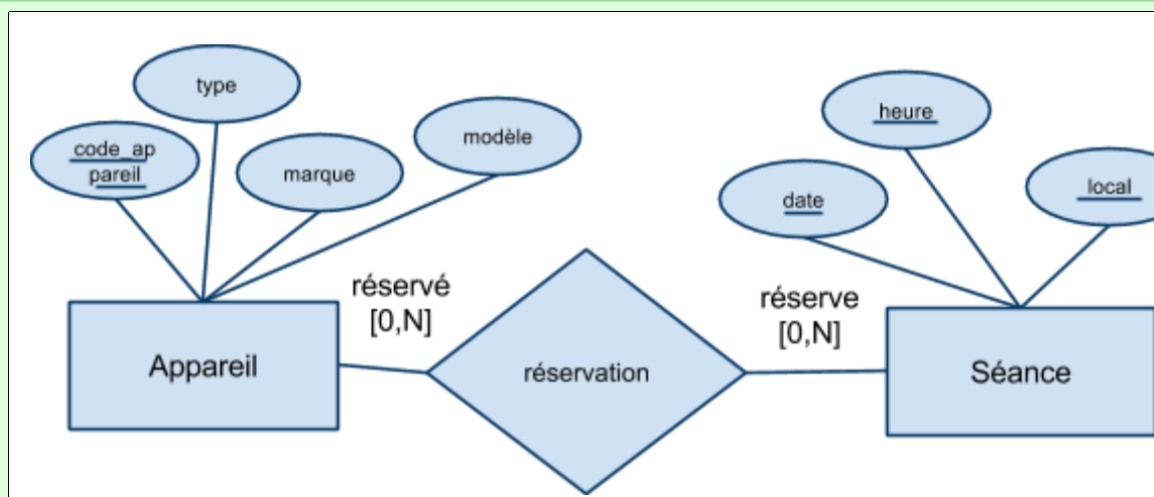 type
heure
modèle
code_ap
pareil
marque
date
local
réservé
[0,N]
réserve
[0,N]
Appareil
réservation
Séance